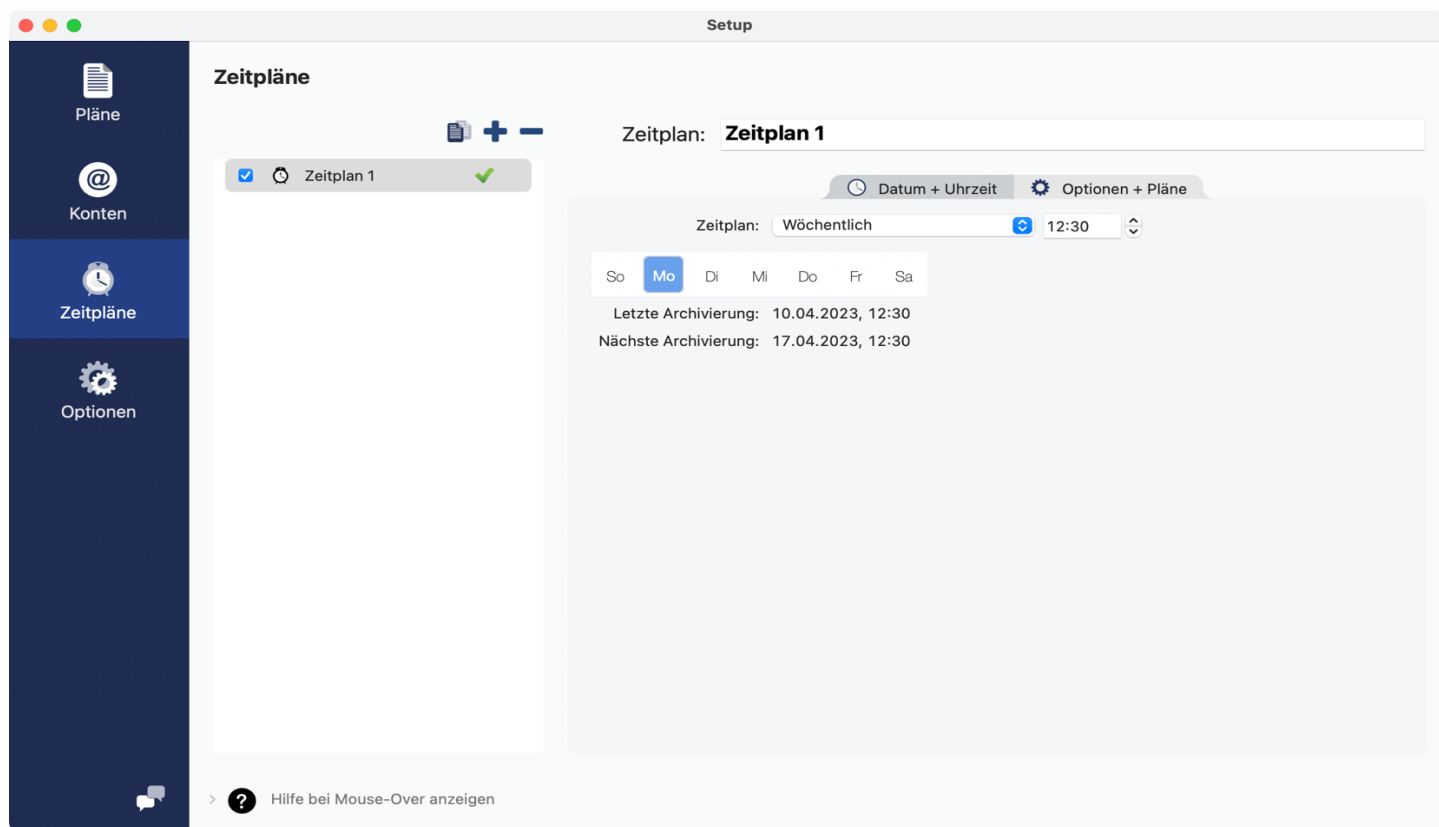 Setup
Pläne
Konten
Zeitpläne
Optionen
Zeitpläne
Zeitplan 1
Zeitplan: Zeitplan 1
Datum + Uhrzeit Optionen + Pläne
Zeitplan: Wöchentlich 12:30
So Mo Di Mi Do Fr Sa
Letzte Archivierung: 10.04.2023, 12:30
Nächste Archivierung: 17.04.2023, 12:30
? Hilfe bei Mouse-Over anzeigen